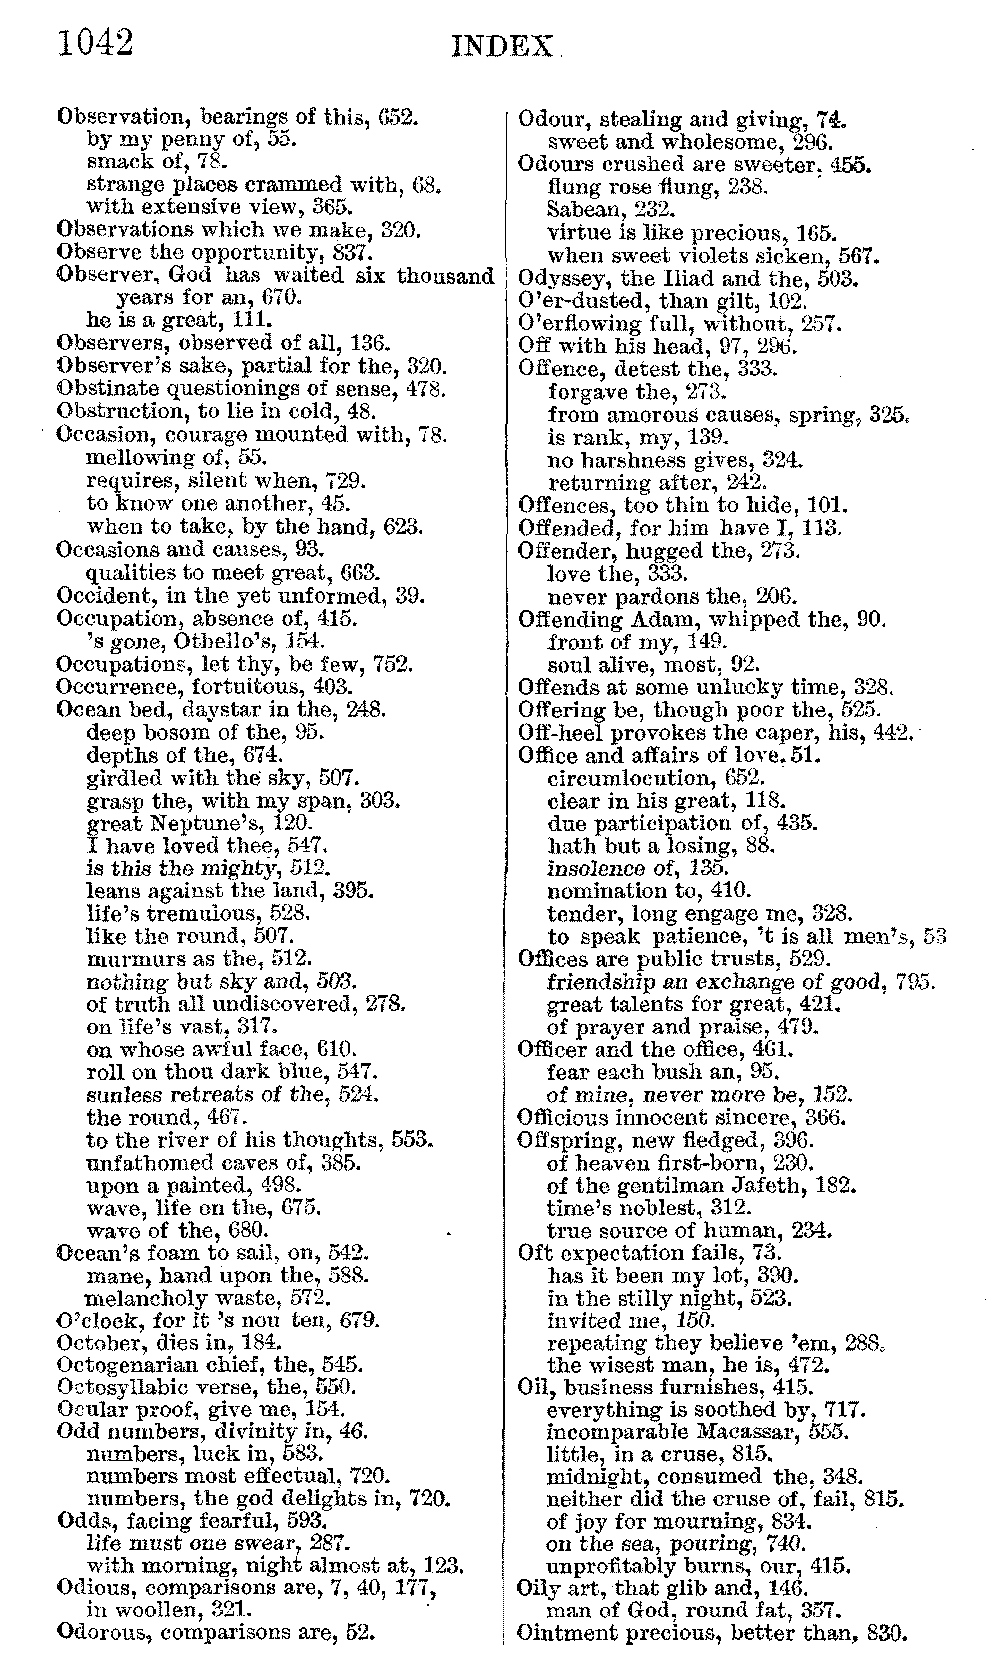 1042
INDEX
Observation, bearings of this, 652.
by my penny of, 55.
smack of, 78.
strange places crammed with, 68.
with extensive view, 365.
Observations which we make, 320.
Observe the opportunity, 837.
Observer, God has waited six thousand
years for an, 670.
he is a great, 111.
Observers, observed of all, 136.
Observer's sake, partial for the, 320.
Obstinate questionings of sense, 478.
Obstruction, to lie in cold, 48.
Occasion, courage mounted with, 78.
mellowing of, 55.
requires, silent when, 729.
to know one another, 45.
when to take, by the hand, 623.
Occasions and causes, 93.
qualities to meet great, 663.
Occident, in the yet unformed, 39.
Occupation, absence of, 415.
's gone, Othello's, 154.
Occupations, let thy, be few, 752.
Occurrence, fortuitous, 403.
Ocean bed, daystar in the, 248.
deep bosom of the, 95.
depths of the, 674.
girdled with the sky, 507.
grasp the, with my span, 303.
great Neptune's, 120.
I have loved thee, 547.
is this the mighty, 512.
leans against the land, 395.
life's tremulous, 528.
like the round, 507.
murmurs as the, 512.
nothing but sky and, 503.
of truth all undiscovered, 278.
on life's vast, 317.
on whose awful face, 610.
roll on thou dark blue, 547.
sunless retreats of the, 524.
the round, 467.
to the river of his thoughts, 553.
unfathomed caves of, 385.
upon a painted, 498.
wave, life on the, 675.
wave of the, 680.
Ocean's foam to sail, on, 542.
mane, hand upon the, 588.
melancholy waste, 572.
O'clock, for it 's nou ten, 679.
October, dies in, 184.
Octogenarian chief, the, 545.
Octosyllabic verse, the, 550.
Ocular proof, give me, 154.
Odd numbers, divinity in, 46.
numbers, luck in, 583.
numbers most effectual, 720.
numbers, the god delights in, 720.
Odds, facing fearful, 593.
life must one swear, 287.
with morning, night almost at, 123.
Odious, comparisons are, 7, 40, 177,
in woollen, 321.
Odorous, comparisons are, 52.
Odour, stealing and giving, 74.
sweet and wholesome, 296.
Odours crushed are sweeter, 455.
flung rose flung, 238.
Sabean, 232.
virtue is like precious, 165.
when sweet violets sicken, 567.
Odyssey, the Iliad and the, 503.
O'er-dusted, than gilt, 102.
O'erflowing full, without, 257.
Off with his head, 97, 296.
Offence, detest the, 333.
forgave the, 273.
from amorous causes, spring, 325.
is rank, my, 139.
no harshness gives, 324.
returning after, 242.
Offences, too thin to hide, 101.
Offended, for him have I, 113.
Offender, hugged the, 273.
love the, 333.
never pardons the, 206.
Offending Adam, whipped the, 90.
front of my, 149.
soul alive, most, 92.
Offends at some unlucky time, 328.
Offering be, though poor the, 525.
Off-heel provokes the caper, his, 442.
Office and affairs of love, 51.
circumlocution, 652.
clear in his great, 118.
due participation of, 435.
hath but a losing, 88.
insolence of, 135.
nomination to, 410.
tender, long engage me, 328.
to speak patience, 't is all men's, 53
Offices are public trusts, 529.
friendship an exchange of good, 795.
great talents for great, 421.
of prayer and praise, 479.
Officer and the office, 461.
fear each bush an, 95.
of mine, never more be, 152.
Officious innocent sincere, 366.
Offspring, new fledged, 396.
of heaven first-born, 230.
of the gentilman Jafeth, 182.
time's noblest, 312.
true source of human, 234.
Oft expectation fails, 73.
has it been my lot, 390.
in the stilly night, 523.
invited me, 150.
repeating they believe 'em, 288.
the wisest man, he is, 472.
Oil, business furnishes, 415.
everything is soothed by, 717.
incomparable Macassar, 555.
little, in a cruse, 815.
midnight, consumed the, 348.
neither did the cruse of, fail, 815.
of joy for mourning, 834.
on the sea, pouring, 740.
unprofitably burns, our, 415.
Oily art, that glib and, 146.
man of God, round fat, 357.
Ointment precious, better than, 830.